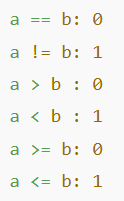 a == b: 0
a != b: 1
a > b : 0
a < b : 1
a >= b: 0
a <= b: 1